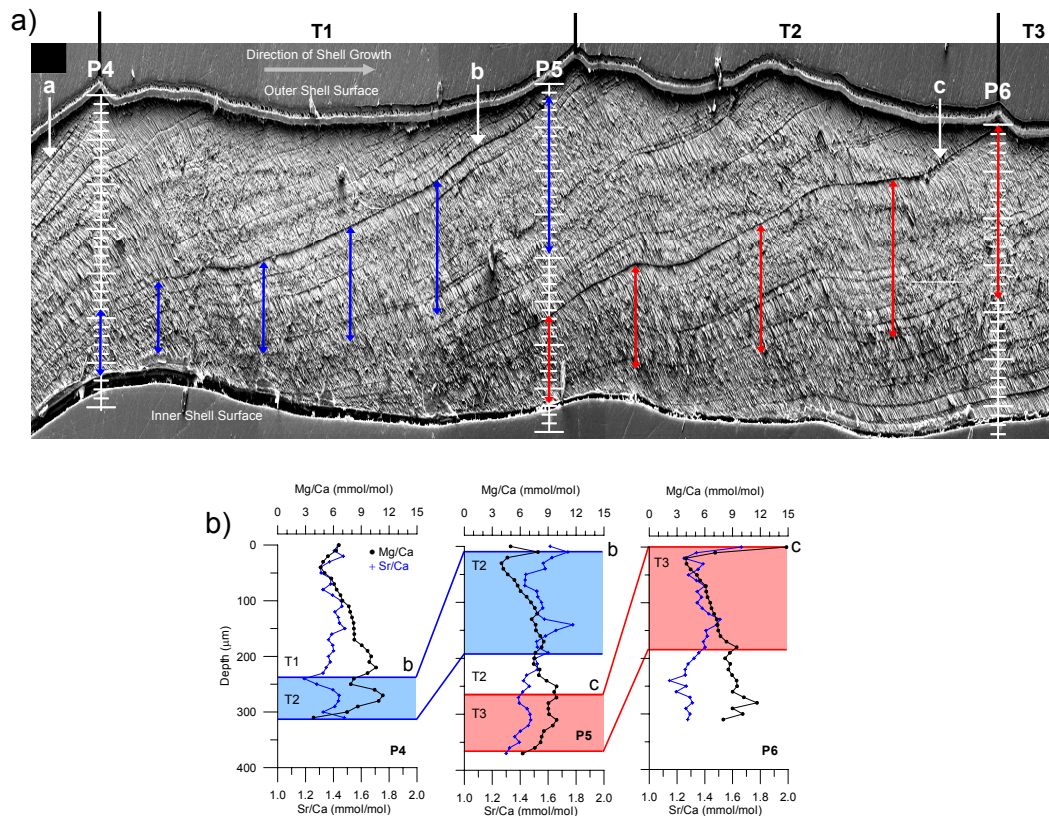 a)
T1
T2
T3
Direction of Shell Growth
Outer Shell Surface
P4
a
b
P5
c
P6
Inner Shell Surface
b)
Mg/Ca (mmol/mol)
Mg/Ca (mmol/mol)
Mg/Ca (mmol/mol)
0 3 6 9 12 15
0 3 6 9 12 15
0 3 6 9 12 15
0
100
200
300
400
Depth (µm)
Mg/Ca
Sr/Ca
T1
b
T2
P4
b
T2
T2
c
T3
P5
c
T3
P6
1.0 1.2 1.4 1.6 1.8 2.0
1.0 1.2 1.4 1.6 1.8 2.0
1.0 1.2 1.4 1.6 1.8 2.0
Sr/Ca (mmol/mol)
Sr/Ca (mmol/mol)
Sr/Ca (mmol/mol)